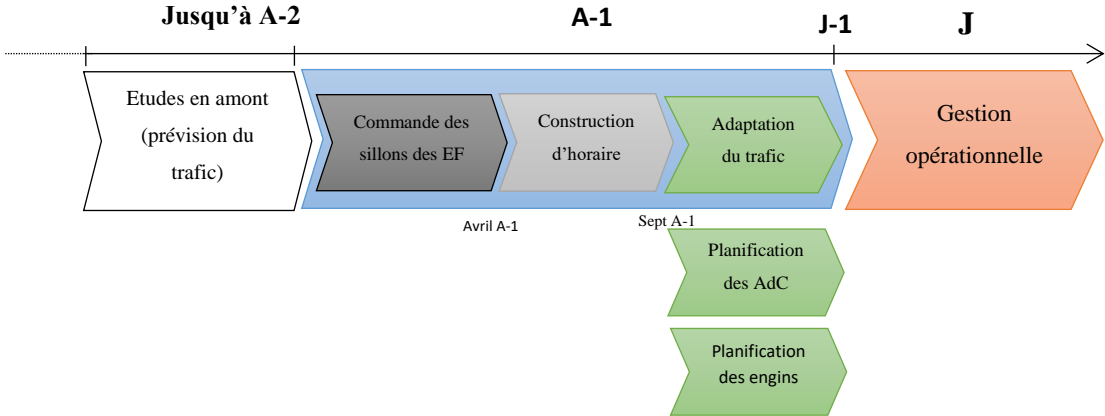 Jusqu’à A-2
A-1
J-1
J
Etudes en amont
(prévision du
trafic)
Commande des
sillons des EF
Construction
d’horaire
Adaptation
du trafic
Gestion
opérationnelle
Avril A-1
Sept A-1
Planification
des AdC
Planification
des engins